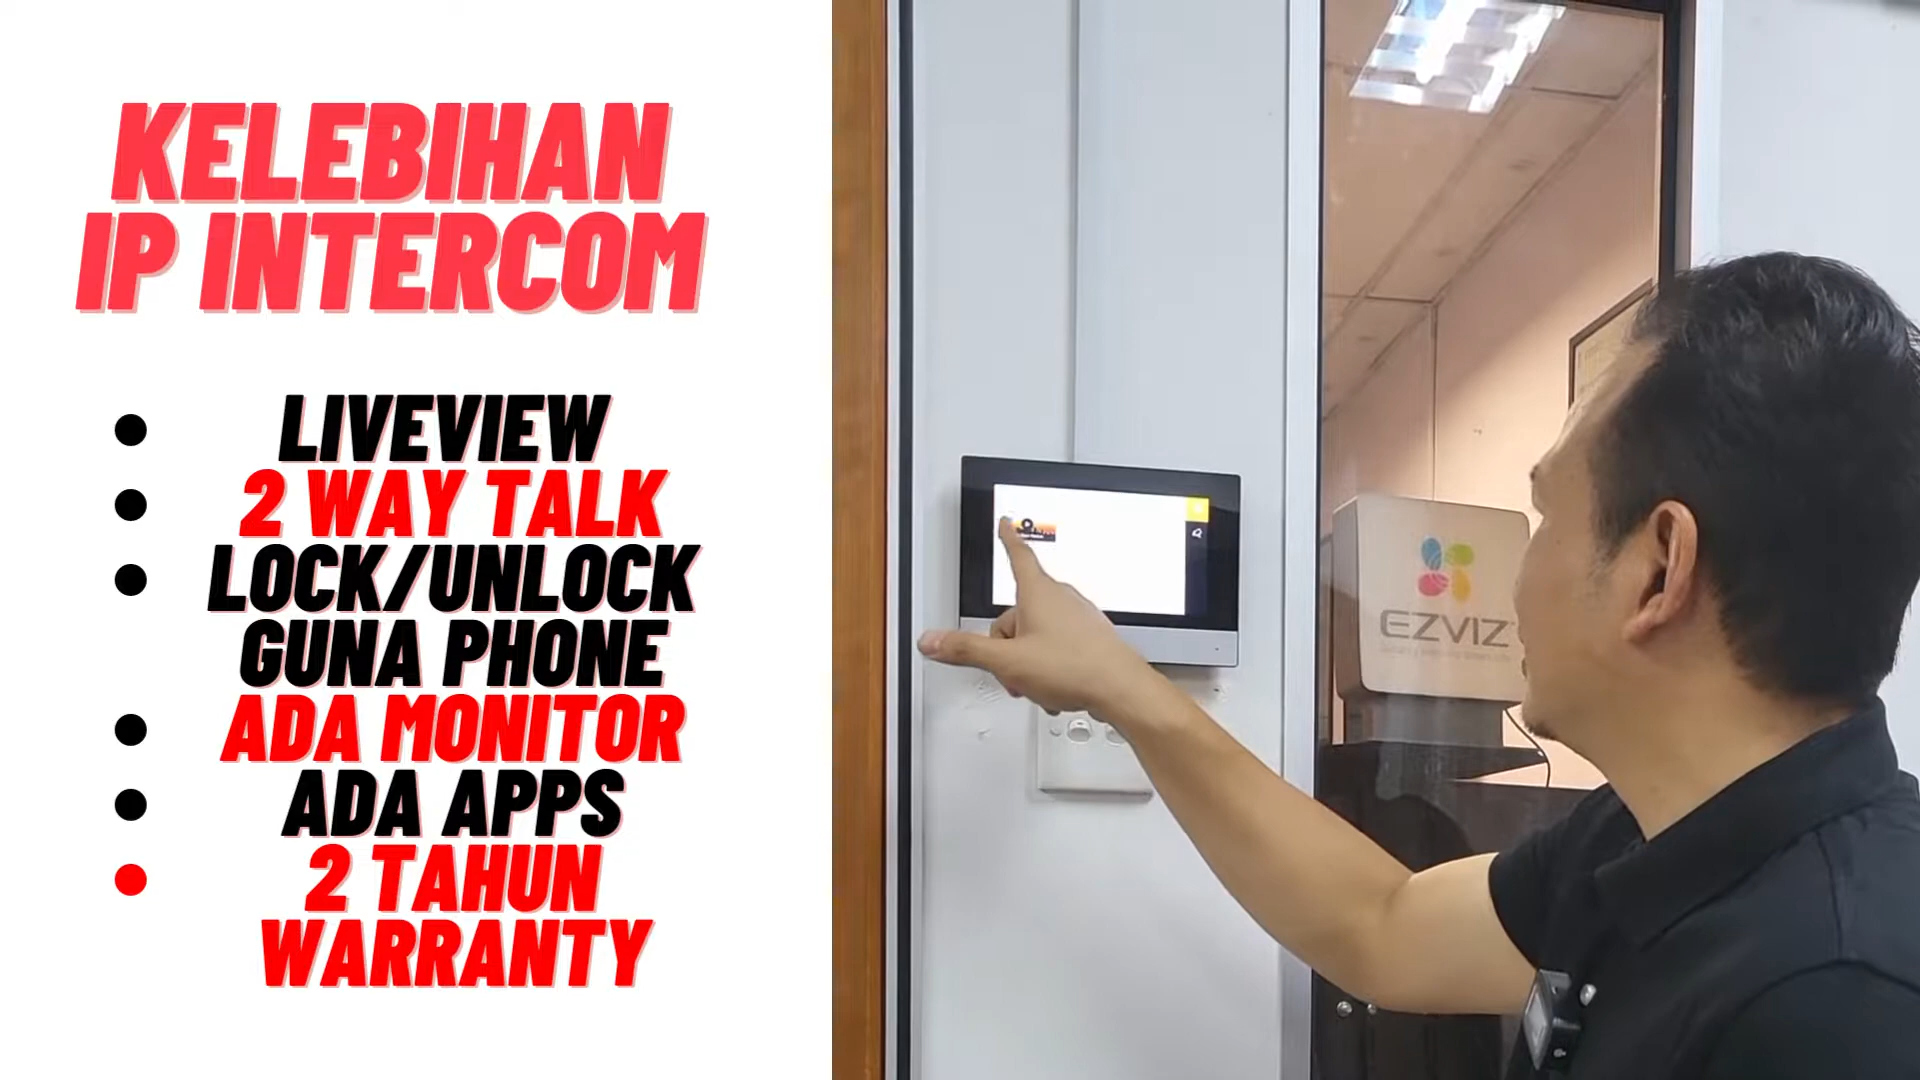 KELEBIHAN
IP INTERCOM
LIVEVIEW
2 WAY TALK
LOCK/UNLOCK
GUNA PHONE
ADA MONITOR
ADA APPS
2 TAHUN
WARRANTY
EZVIZ